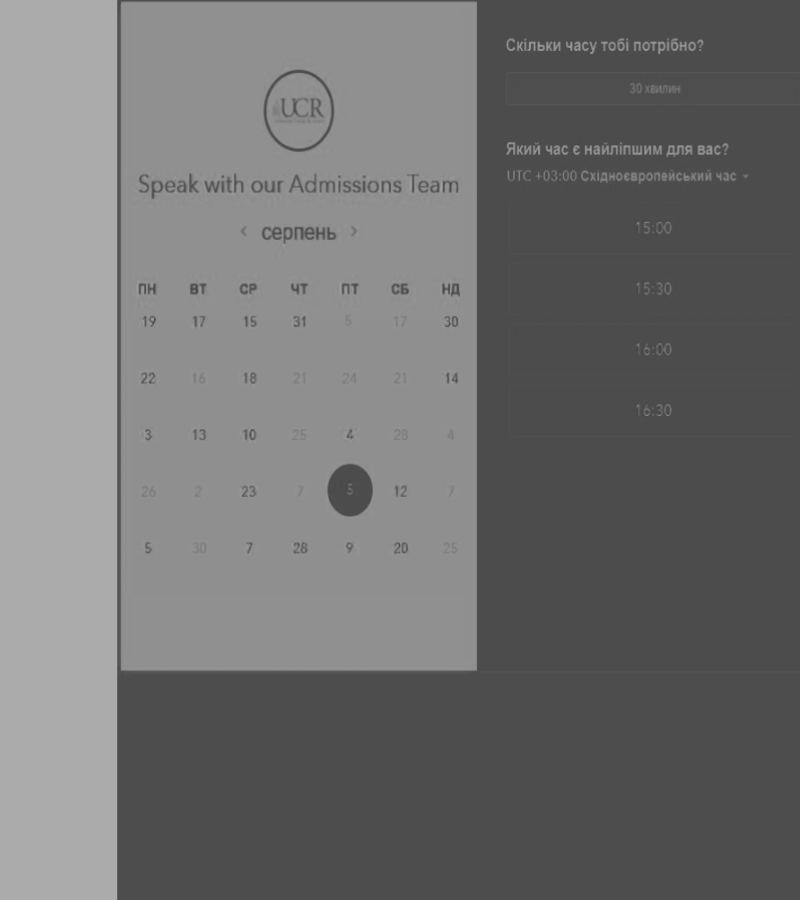 UCR
Speak with our Admissions Team
серпень
ПН ВТ СР ЧТ ПТ СБ НД
19 17 15 31 5 17 30
22 16 18 21 24 21 14
3 13 10 25 4 28 4
26 2 23 7 5 12 7
5 30 7 28 9 20 25
Скільки часу тобі потрібно?
30 хвилин
Який час є найліпшим для вас?
UTC +03:00 Східноєвропейський час
15:00
15:30
16:00
16:30